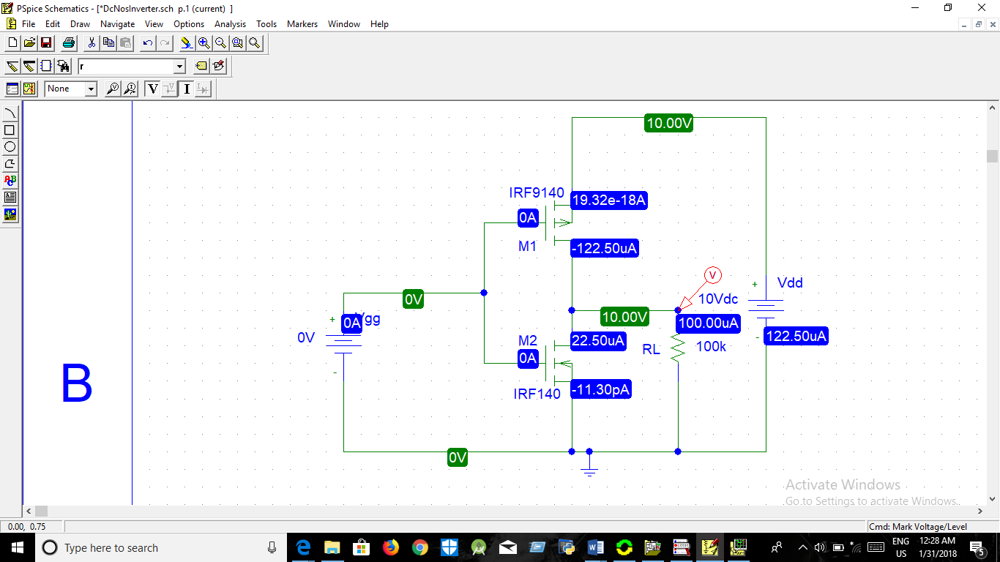 PSpice Schematics - [*DcNosInverter.sch p.1 (current) ]
File Edit Draw Navigate View Options Analysis Tools Markers Window Help
r
None V I
ABC
10.00V
IRF9140 19.32e-18A
0A
M1 -122.50uA
V
+ Vdd
0V 10Vdc
+ 0A Vgg 10.00V 100.00uA
0V M2 22.50uA - 122.50uA
0A RL 100k
-
B IRF140 -11.30pA
0V
Activate Windows
Go to Settings to activate Windows.
0.00, 0.75 Cmd: Mark Voltage/Level
Type here to search ENG 12:28 AM
US 1/31/2018 5